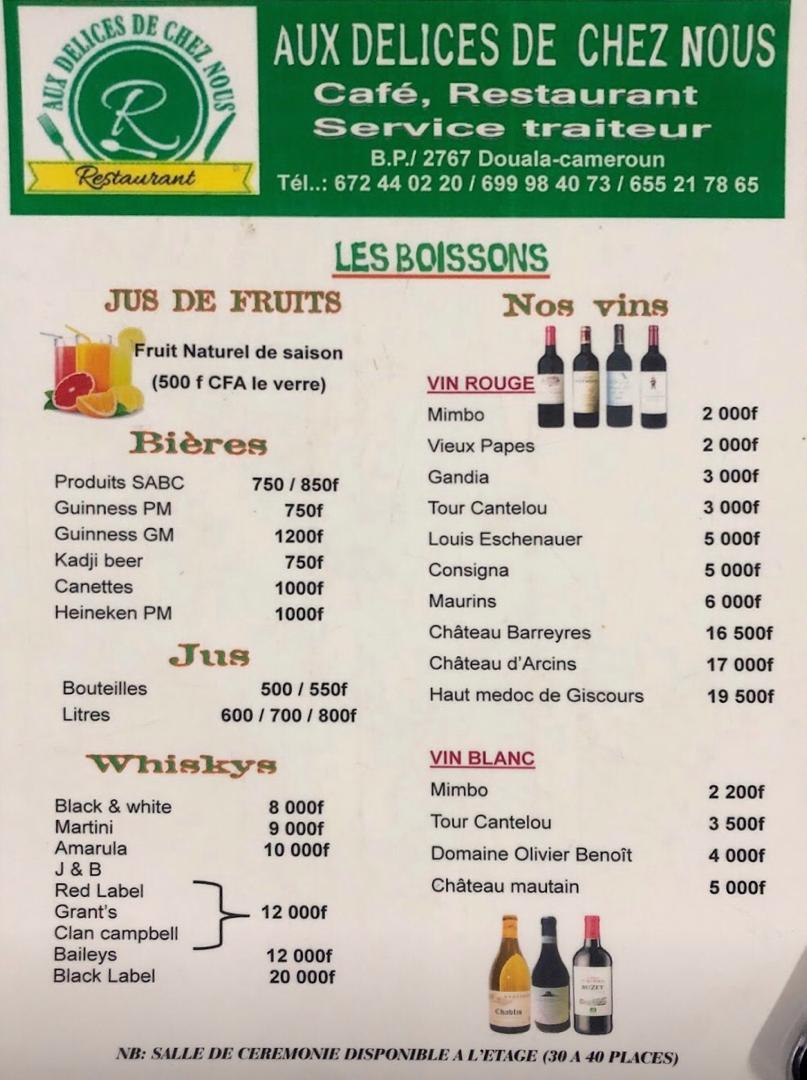 AUX DELICES DE CHEZ NOUS
R
Restaurant
AUX DELICES DE CHEZ NOUS
Café, Restaurant
Service traiteur
B.P./ 2767 Douala-cameroun
Tél..: 672 44 02 20 / 699 98 40 73 / 655 21 78 65
LES BOISSONS
JUS DE FRUITS
Fruit Naturel de saison
(500 f CFA le verre)
Bières
Produits SABC 750 / 850f
Guinness PM 750f
Guinness GM 1200f
Kadji beer 750f
Canettes 1000f
Heineken PM 1000f
Jus
Bouteilles 500 / 550f
Litres 600 / 700 / 800f
Whiskys
Black & white 8 000f
Martini 9 000f
Amarula 10 000f
J & B
Red Label
Grant's 12 000f
Clan campbell
Baileys 12 000f
Black Label 20 000f
Nos vins
VIN ROUGE
Mimbo 2 000f
Vieux Papes 2 000f
Gandia 3 000f
Tour Cantelou 3 000f
Louis Eschenauer 5 000f
Consigna 5 000f
Maurins 6 000f
Château Barreyres 16 500f
Château d'Arcins 17 000f
Haut medoc de Giscours 19 500f
VIN BLANC
Mimbo 2 200f
Tour Cantelou 3 500f
Domaine Olivier Benoît 4 000f
Château mautain 5 000f
Chablis
BUZET
NB: SALLE DE CEREMONIE DISPONIBLE A L'ETAGE (30 A 40 PLACES)